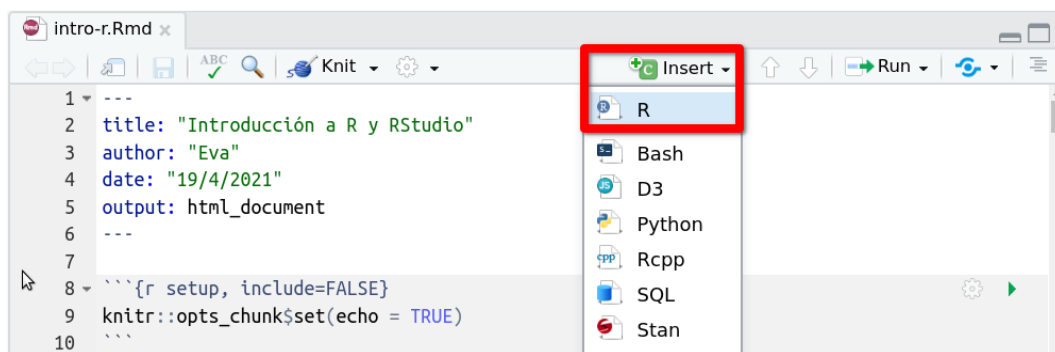 intro-r.Rmd
ABC Knit Insert Run
1 ---
2 title: "Introducción a R y RStudio"
3 author: "Eva"
4 date: "19/4/2021"
5 output: html_document
6 ---
7
8 ```{r setup, include=FALSE}
9 knitr::opts_chunk$set(echo = TRUE)
10 ```
R
Bash
D3
Python
Rcpp
SQL
Stan